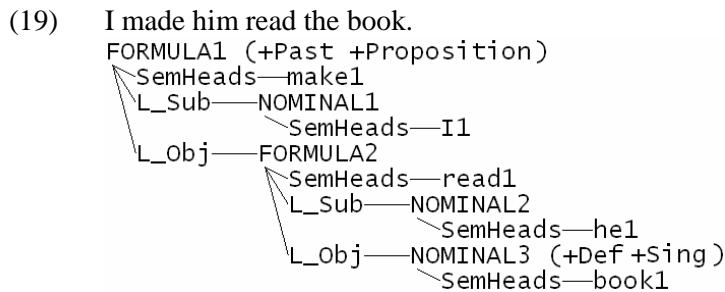 (19) I made him read the book.
FORMULA1 (+Past +Proposition)
SemHeads—make1
L_Sub—NOMINAL1
SemHeads—I1
L_Obj—FORMULA2
SemHeads—read1
L_Sub—NOMINAL2
SemHeads—he1
L_Obj—NOMINAL3 (+Def +Sing)
SemHeads—book1